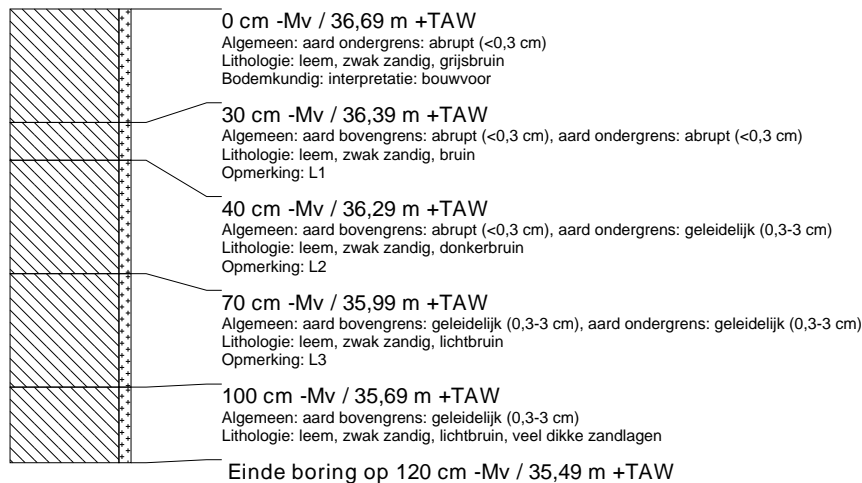 0 cm -Mv / 36,69 m +TAW
Algemeen: aard ondergrens: abrupt (<0,3 cm)
Lithologie: leem, zwak zandig, grijsbruin
Bodemkundig: interpretatie: bouwvoor
30 cm -Mv / 36,39 m +TAW
Algemeen: aard bovengrens: abrupt (<0,3 cm), aard ondergrens: abrupt (<0,3 cm)
Lithologie: leem, zwak zandig, bruin
Opmerking: L1
40 cm -Mv / 36,29 m +TAW
Algemeen: aard bovengrens: abrupt (<0,3 cm), aard ondergrens: geleidelijk (0,3-3 cm)
Lithologie: leem, zwak zandig, donkerbruin
Opmerking: L2
70 cm -Mv / 35,99 m +TAW
Algemeen: aard bovengrens: geleidelijk (0,3-3 cm), aard ondergrens: geleidelijk (0,3-3 cm)
Lithologie: leem, zwak zandig, lichtbruin
Opmerking: L3
100 cm -Mv / 35,69 m +TAW
Algemeen: aard bovengrens: geleidelijk (0,3-3 cm)
Lithologie: leem, zwak zandig, lichtbruin, veel dikke zandlagen
Einde boring op 120 cm -Mv / 35,49 m +TAW